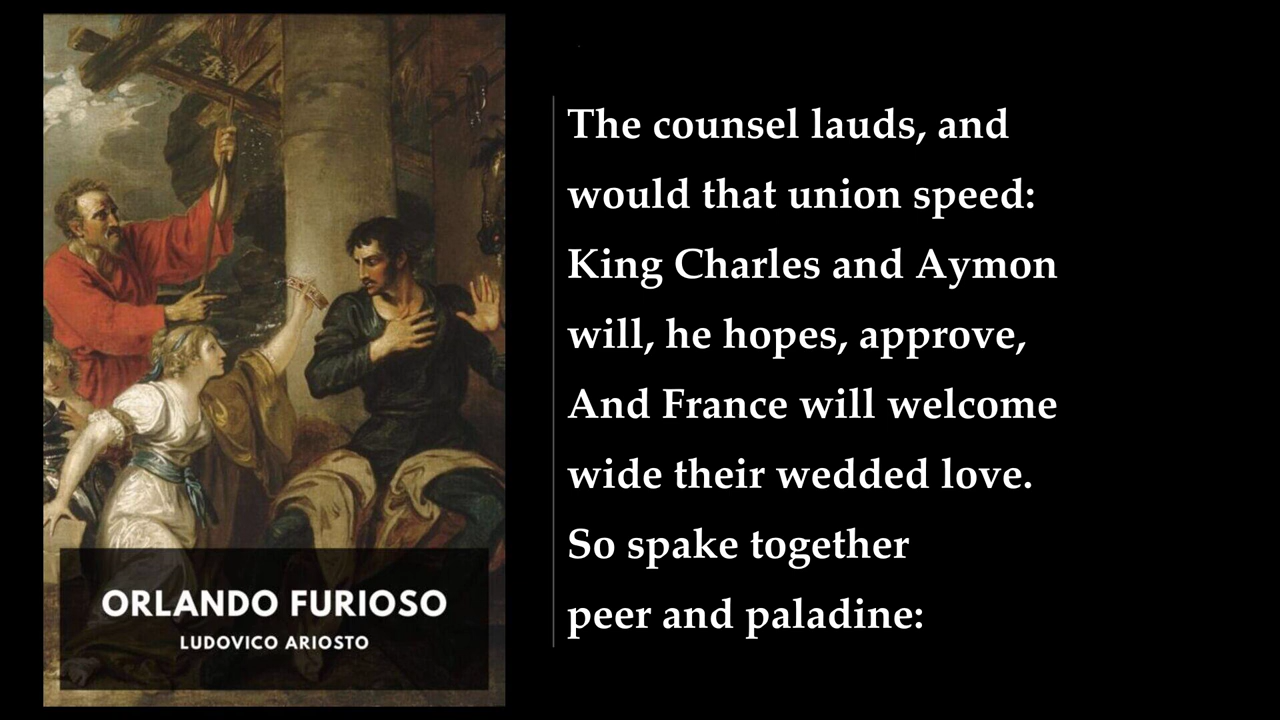 ORLANDO FURIOSO
LUDOVICO ARIOSTO
The counsel lauds, and
would that union speed:
King Charles and Aymon
will, he hopes, approve,
And France will welcome
wide their wedded love.
So spake together
peer and paladine: